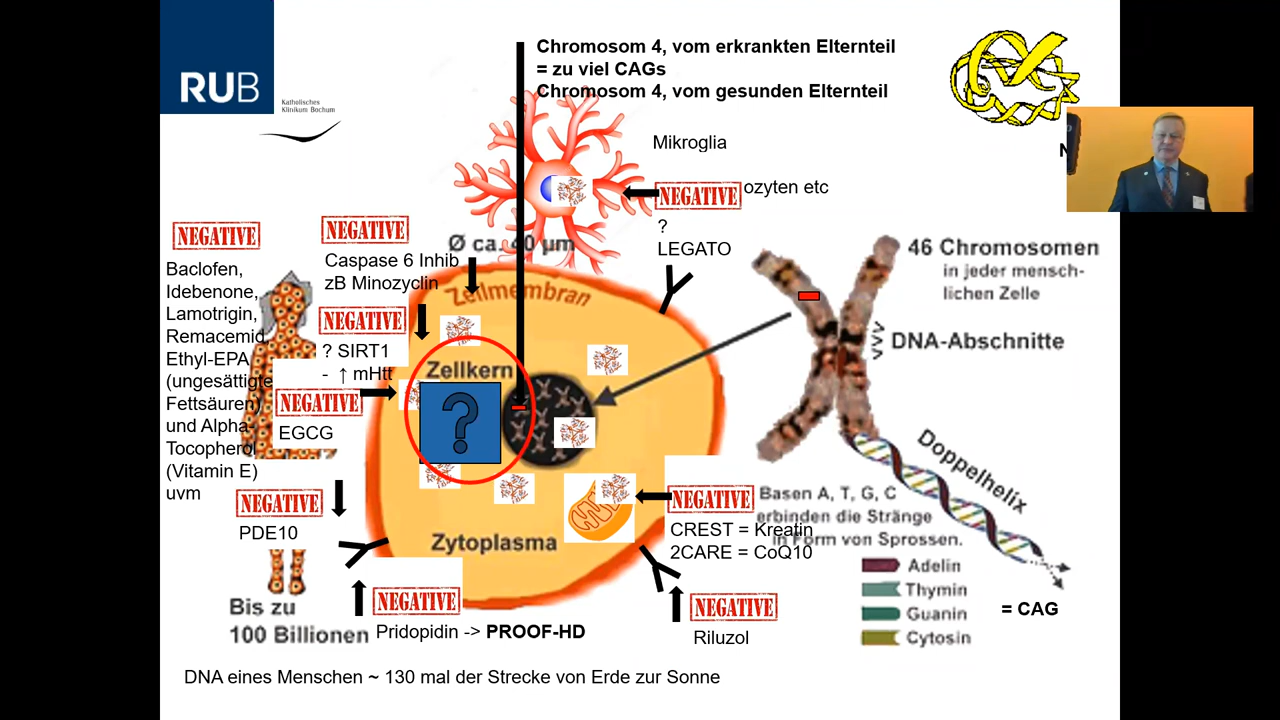 RUB
Katholisches
Klinikum Bochum
Chromosom 4, vom erkrankten Elternteil
= zu viel CAGs
Chromosom 4, vom gesunden Elternteil
Mikroglia
NEGATIVE
ozyten etc
?
LEGATO
NEGATIVE
Baclofen,
Idebenone,
Lamotrigin,
Remacemid
Ethyl-EPA
(ungesättigte
Fettsäuren)
und Alpha-
Tocopherol
(Vitamin E)
uvm
NEGATIVE
Caspase 6 Inhib
zB Minozyclin
Ø ca. 40 µm
Zellmembran
NEGATIVE
? SIRT1
- ↑ mHtt
NEGATIVE
EGCG
Zellkern
?
NEGATIVE
PDE10
Zytoplasma
Bis zu
100 Billionen
NEGATIVE
Pridopidin -> PROOF-HD
NEGATIVE
CREST = Kreatin
2CARE = CoQ10
NEGATIVE
Riluzol
46 Chromosomen
in jeder mensch-
lichen Zelle
DNA-Abschnitte
Doppelhelix
Basen A, T, G, C
erbinden die Stränge
in Form von Sprossen.
Adelin
Thymin
Guanin
Cytosin
= CAG
DNA eines Menschen ~ 130 mal der Strecke von Erde zur Sonne